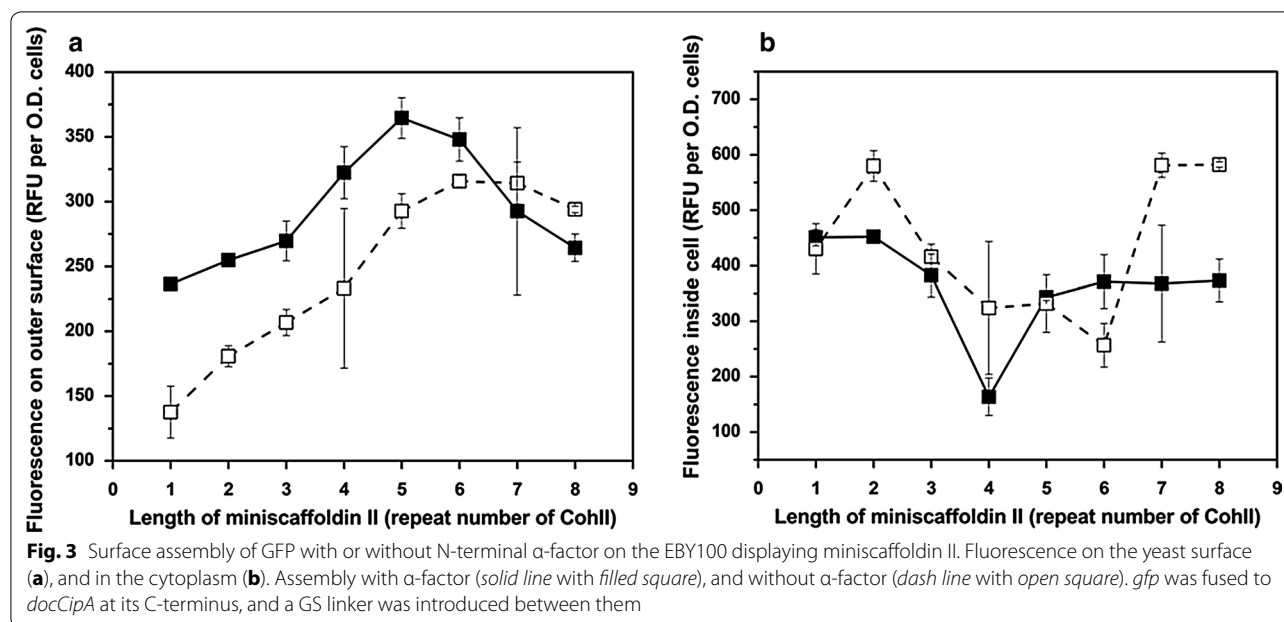 a
Fluorescence on outer surface (RFU per O.D. cells)
400
350
300
250
200
150
100
0 1 2 3 4 5 6 7 8 9
Length of miniscaffoldin II (repeat number of CohII)
b
Fluorescence inside cell (RFU per O.D. cells)
700
600
500
400
300
200
100
0 1 2 3 4 5 6 7 8 9
Length of miniscaffoldin II (repeat number of CohII)
Fig. 3 Surface assembly of GFP with or without N-terminal α-factor on the EBY100 displaying miniscaffoldin II. Fluorescence on the yeast surface
(a), and in the cytoplasm (b). Assembly with α-factor (solid line with filled square), and without α-factor (dash line with open square). gfp was fused to
docCipA at its C-terminus, and a GS linker was introduced between them